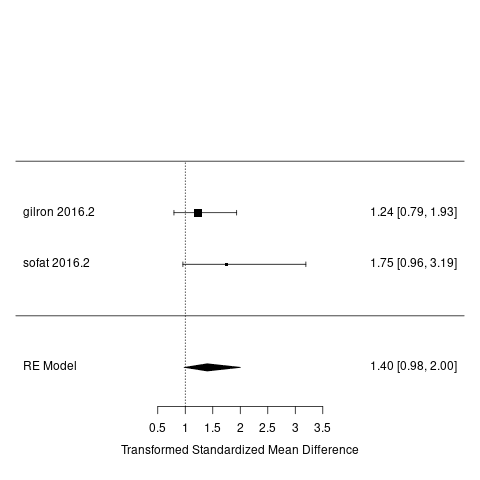 gilron 2016.2 1.24 [0.79, 1.93]
sofat 2016.2 1.75 [0.96, 3.19]
RE Model 1.40 [0.98, 2.00]
0.5 1 1.5 2 2.5 3 3.5
Transformed Standardized Mean Difference